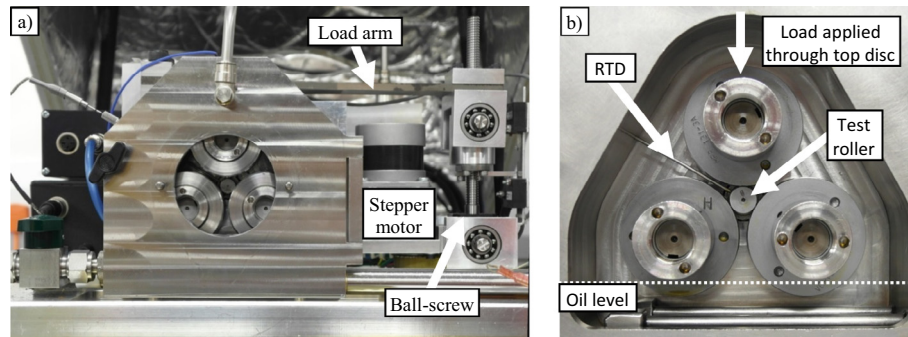 a)
Load arm
Stepper
motor
Ball-screw
b)
Load applied
through top disc
RTD
Test
roller
Oil level